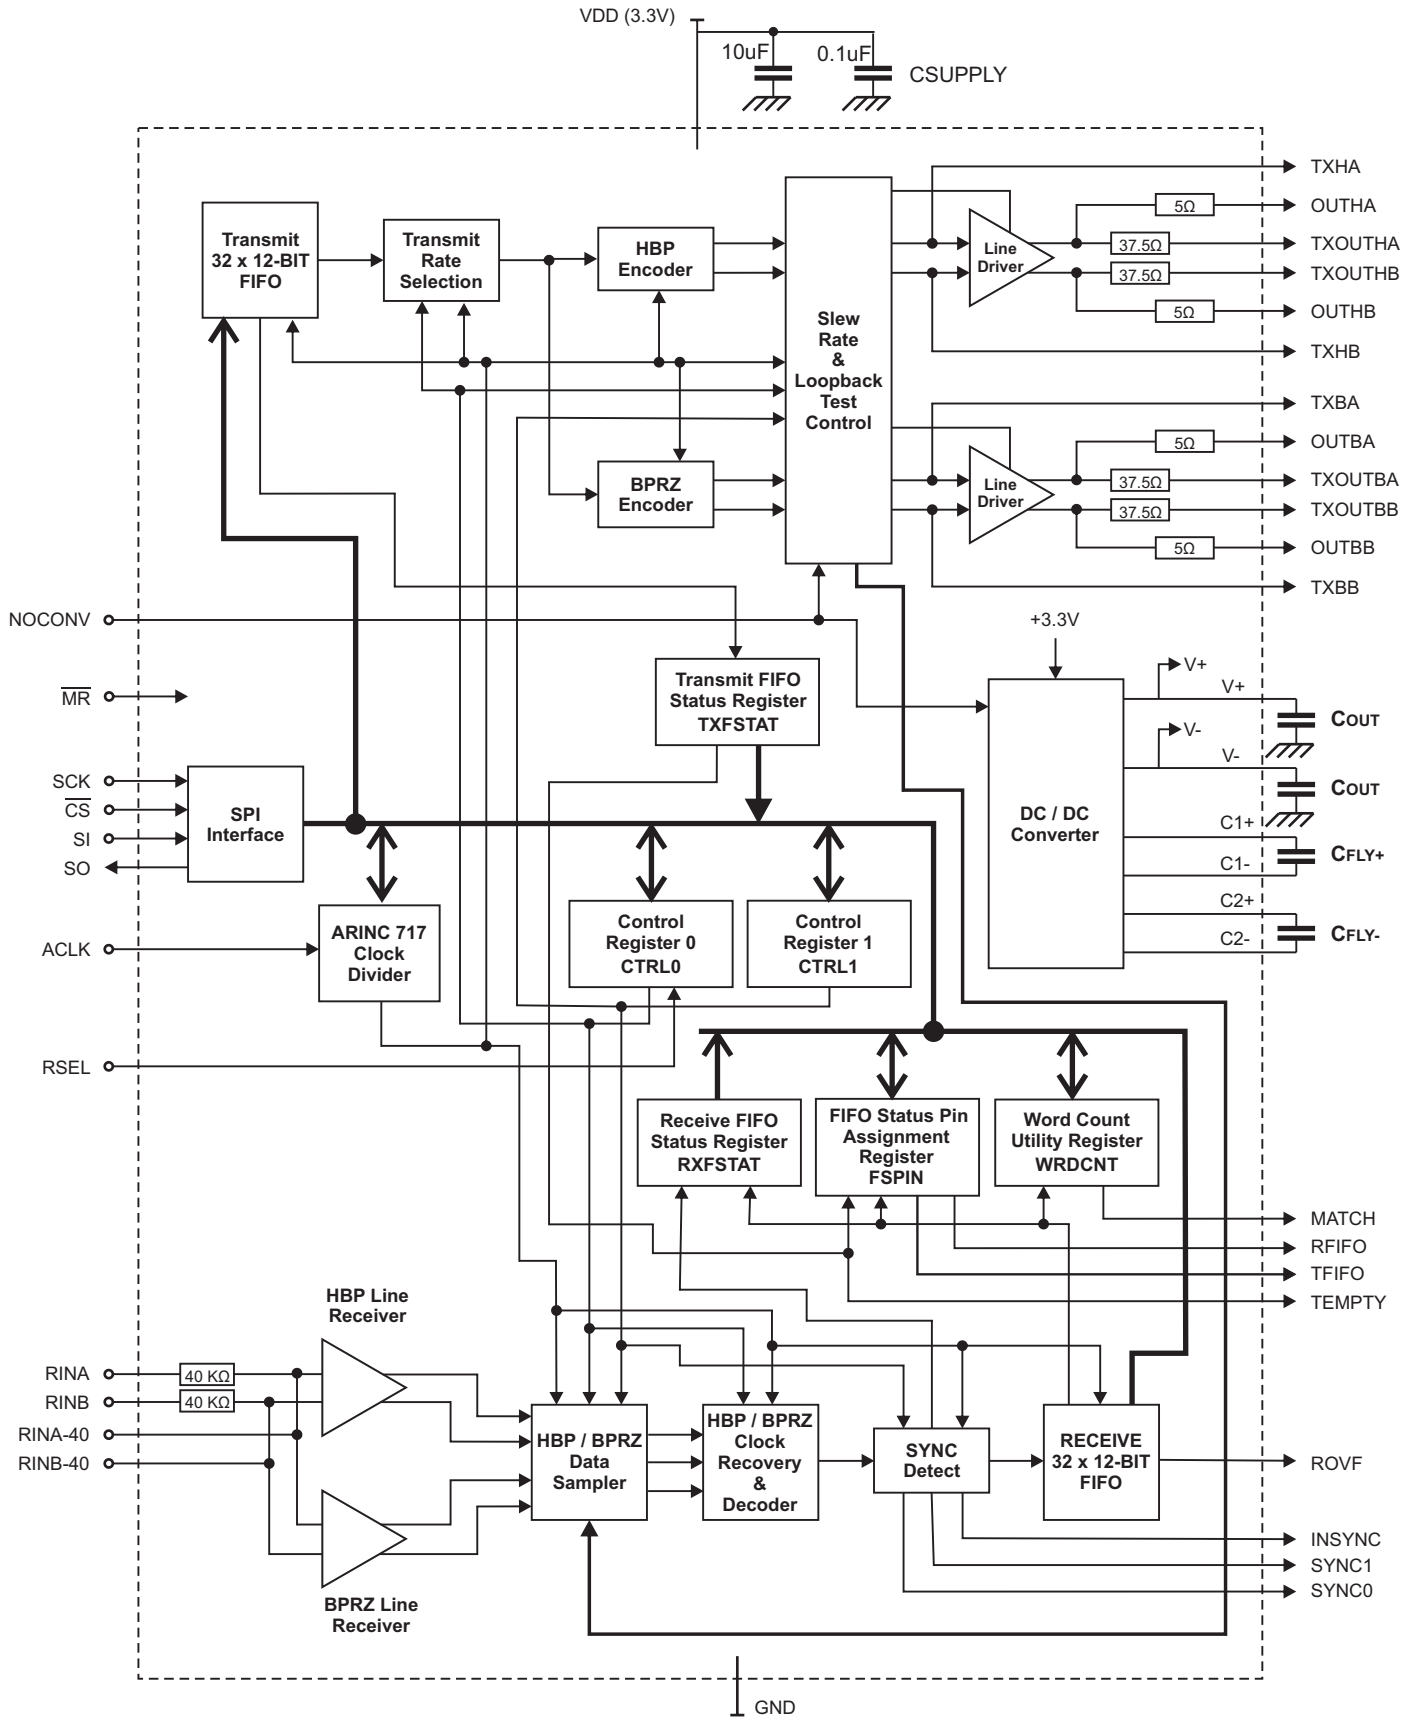 VDD (3.3V)
10uF
0.1uF
CSUPPLY
TXHA
OUTHA
5Ω
TXOUTHA
37.5Ω
TXOUTHB
37.5Ω
OUTHB
5Ω
TXHB
Transmit
32 x 12-BIT
FIFO
Transmit
Rate
Selection
HBP
Encoder
Slew
Rate
&
Loopback
Test
Control
Line
Driver
BPRZ
Encoder
TXBA
OUTBA
5Ω
TXOUTBA
37.5Ω
TXOUTBB
37.5Ω
OUTBB
5Ω
TXBB
Line
Driver
NOCONV
MR
SCK
CS
SI
SO
SPI
Interface
Transmit FIFO
Status Register
TXFSTAT
+3.3V
DC / DC
Converter
V+
V+
V-
V-
C1+
C1-
C2+
C2-
COUT
COUT
CFLY+
CFLY-
ACLK
ARINC 717
Clock
Divider
Control
Register 0
CTRL0
Control
Register 1
CTRL1
RSEL
Receive FIFO
Status Register
RXFSTAT
FIFO Status Pin
Assignment
Register
FSPIN
Word Count
Utility Register
WRDCNT
MATCH
RFIFO
TFIFO
TEMPTY
HBP Line
Receiver
RINA
40 KΩ
RINB
40 KΩ
RINA-40
RINB-40
BPRZ Line
Receiver
HBP / BPRZ
Data
Sampler
HBP / BPRZ
Clock
Recovery
&
Decoder
SYNC
Detect
RECEIVE
32 x 12-BIT
FIFO
ROVF
INSYNC
SYNC1
SYNC0
GND